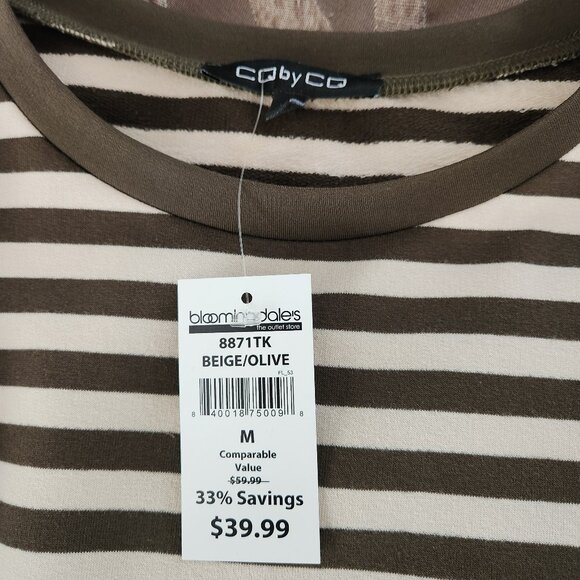 CQbyCQ
bloomingdale's
the outlet store
8871TK
BEIGE/OLIVE
FL_53
8 40018 75009 8
M
Comparable
Value
$59.99
33% Savings
$39.99